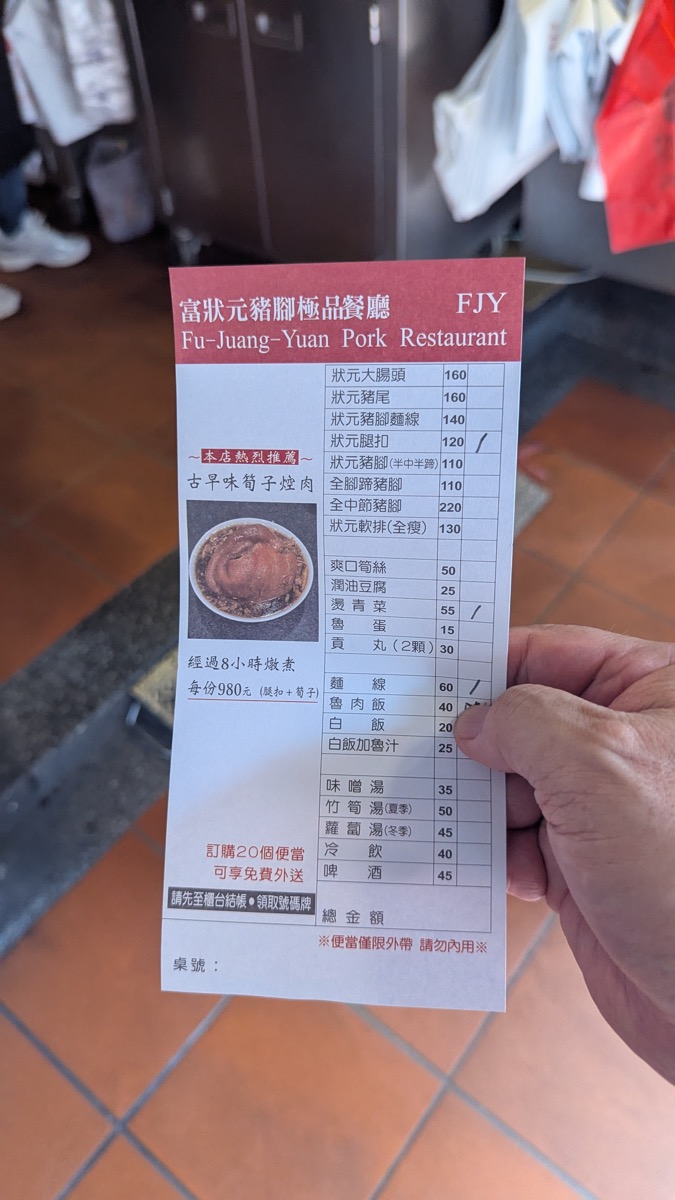 富狀元豬腳極品餐廳 FJY
Fu-Juang-Yuan Pork Restaurant
狀元大腸頭 160
狀元豬尾 160
狀元豬腳麵線 140
狀元腿扣 120
狀元豬腳(半中半蹄) 110
全腳蹄豬腳 110
全中節豬腳 220
狀元軟排(全瘦) 130
爽口筍絲 50
潤油豆腐 25
燙青菜 55
魯蛋 15
貢丸(2顆) 30
麵線 60
魯肉飯 40
白飯 20
白飯加魯汁 25
味噌湯 35
竹筍湯(夏季) 50
蘿蔔湯(冬季) 45
冷飲 40
啤酒 45
總金額
~本店熱烈推薦~
古早味筍子焢肉
經過8小時燉煮
每份980元 (腿扣+筍子)
訂購20個便當
可享免費外送
請先至櫃台結帳•領取號碼牌
※便當僅限外帶 請勿內用※
桌號：